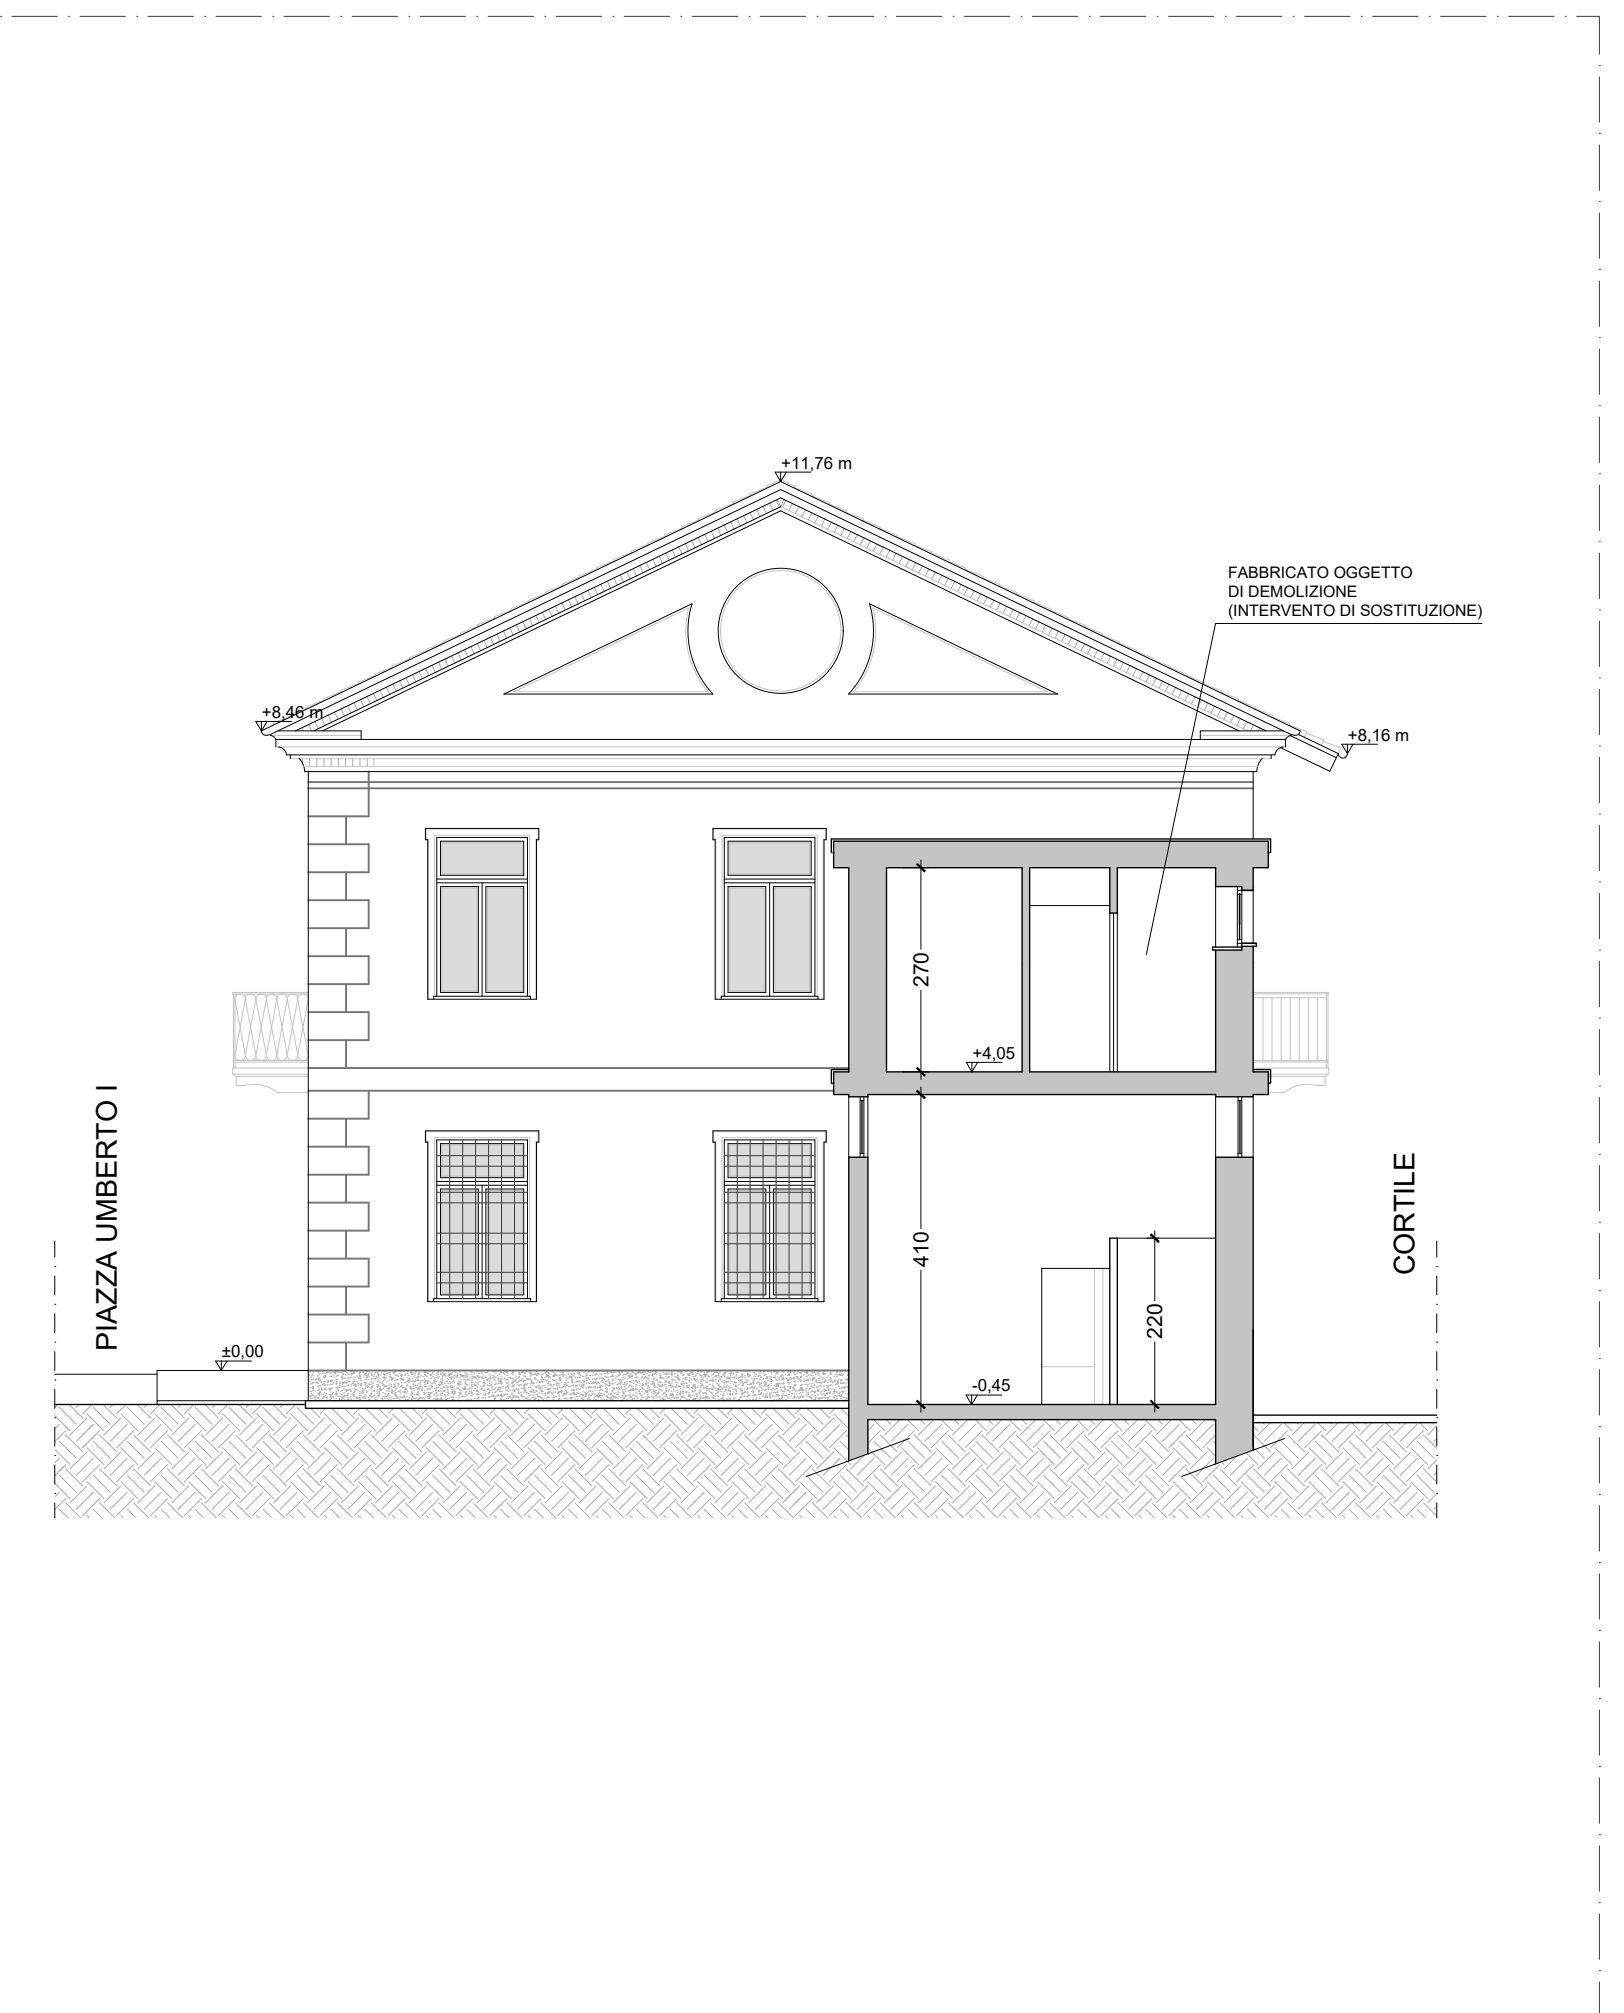 +11,76 m
FABBRICATO OGGETTO
DI DEMOLIZIONE
(INTERVENTO DI SOSTITUZIONE)
+8,46 m
+8,16 m
270
+4,05
PIAZZA UMBERTO I
CORTILE
410
220
±0,00
-0,45